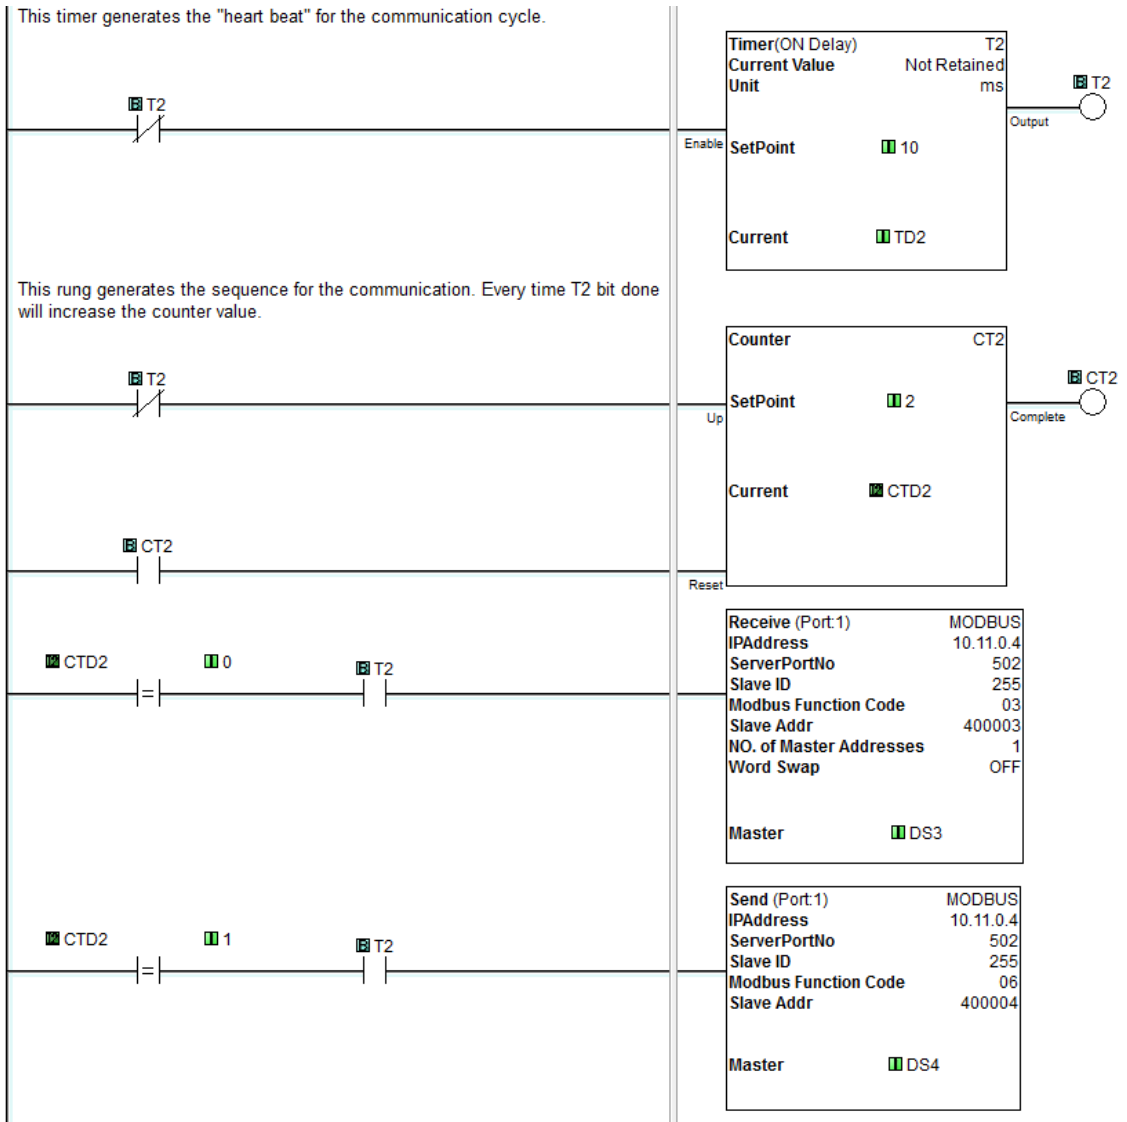 This timer generates the "heart beat" for the communication cycle.
Timer(ON Delay) T2
Current Value Not Retained
Unit ms
B T2
B T2
Output
Enable
SetPoint 10
Current TD2
This rung generates the sequence for the communication. Every time T2 bit done
will increase the counter value.
Counter CT2
B T2
B CT2
SetPoint 2
Up
Complete
Current CTD2
B CT2
Reset
Receive (Port:1) MODBUS
IPAddress 10.11.0.4
ServerPortNo 502
Slave ID 255
Modbus Function Code 03
Slave Addr 400003
NO. of Master Addresses 1
Word Swap OFF
CTD2 0 B T2
=
Master DS3
Send (Port:1) MODBUS
IPAddress 10.11.0.4
ServerPortNo 502
Slave ID 255
Modbus Function Code 06
Slave Addr 400004
CTD2 1 B T2
=
Master DS4